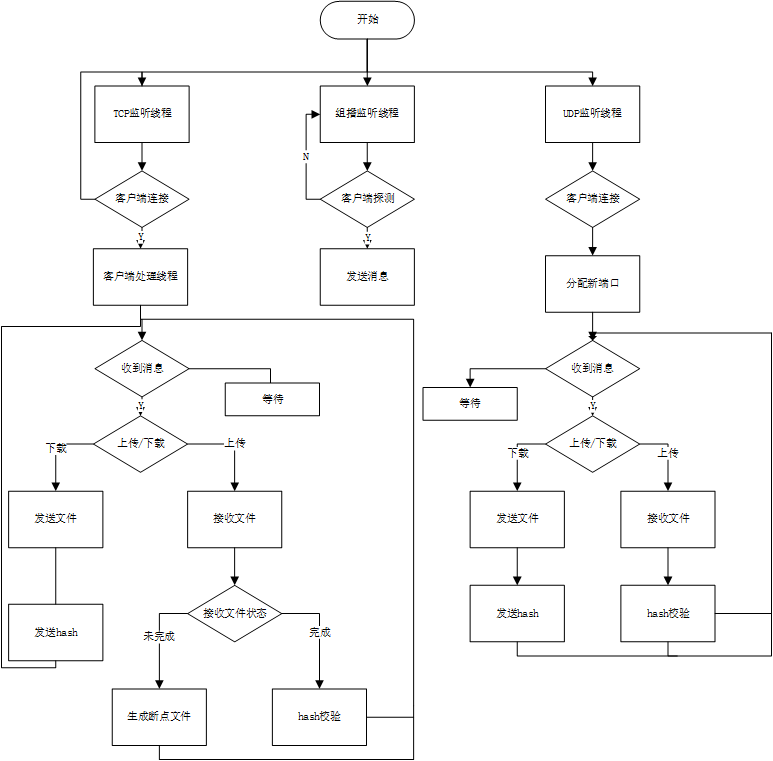 开始
TCP监听线程
组播监听线程
UDP监听线程
N
客户端连接
客户端探测
客户端连接
Y
Y
客户端处理线程
发送消息
分配新端口
收到消息
收到消息
等待
等待
Y
Y
上传/下载
上传/下载
下载
上传
下载
上传
发送文件
接收文件
发送文件
接收文件
接收文件状态
发送hash
hash校验
发送hash
未完成
完成
生成断点文件
hash校验